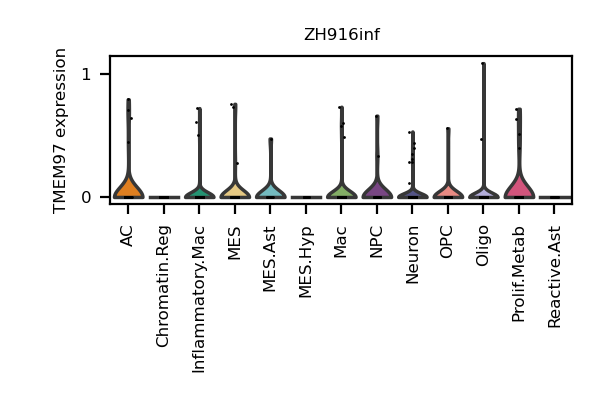 ZH916inf
TMEM97 expression
1
0
AC
Chromatin.Reg
Inflammatory.Mac
MES
MES.Ast
MES.Hyp
Mac
NPC
Neuron
OPC
Oligo
Prolif.Metab
Reactive.Ast